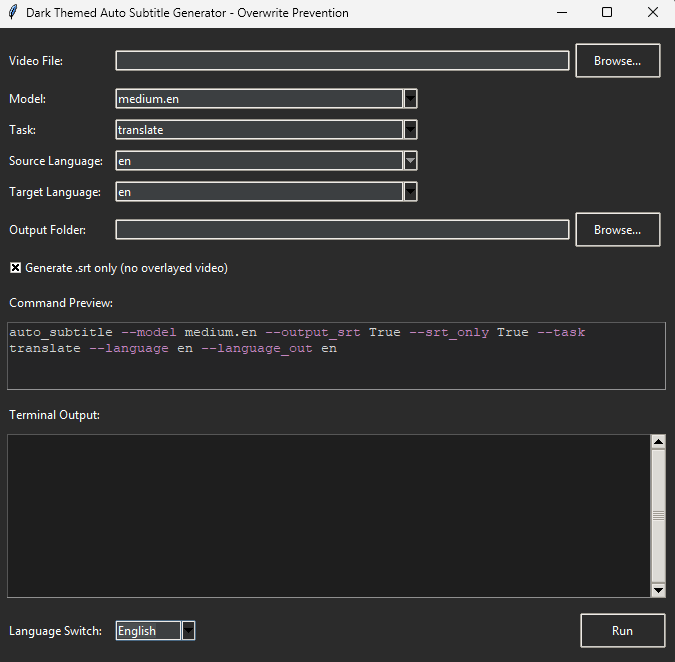 Dark Themed Auto Subtitle Generator - Overwrite Prevention
Video File:
Browse...
Model:
medium.en
Task:
translate
Source Language:
en
Target Language:
en
Output Folder:
Browse...
Generate .srt only (no overlayed video)
Command Preview:
auto_subtitle --model medium.en --output_srt True --srt_only True --task
translate --language en --language_out en
Terminal Output:
Language Switch:
English
Run